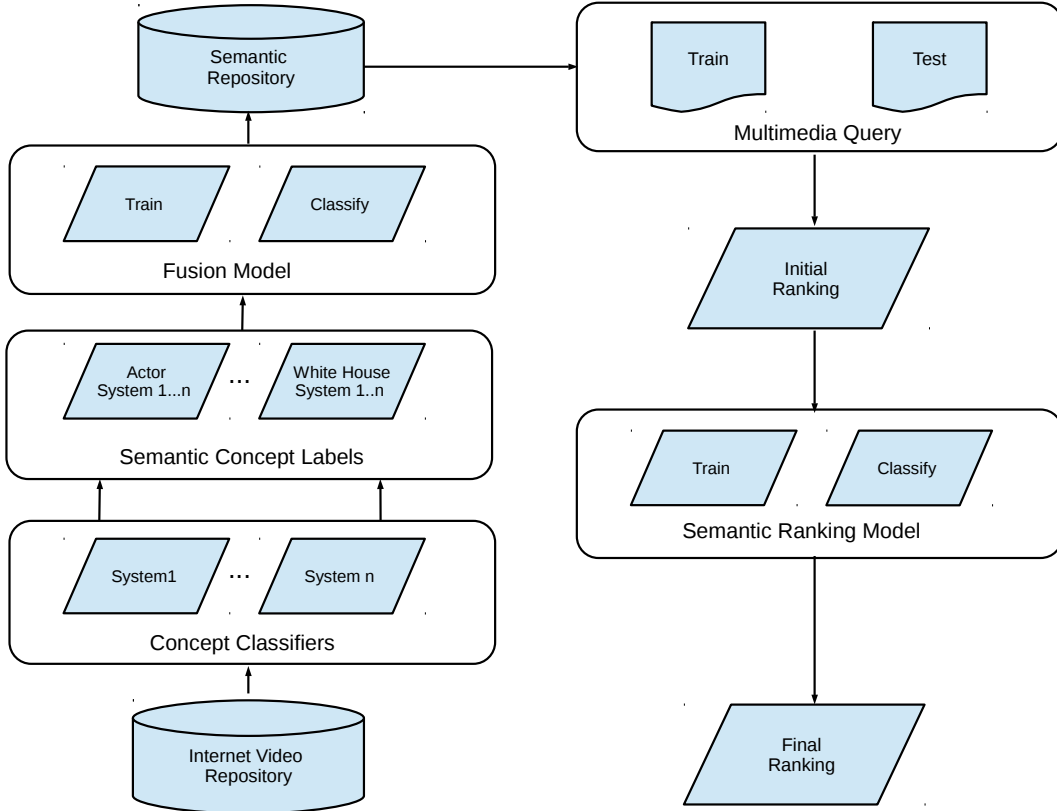 Semantic
Repository
Train
Test
Multimedia Query
Train
Classify
Fusion Model
Initial
Ranking
Actor
System 1...n
...
White House
System 1..n
Semantic Concept Labels
Train
Classify
Semantic Ranking Model
System1
...
System n
Concept Classifiers
Internet Video
Repository
Final
Ranking